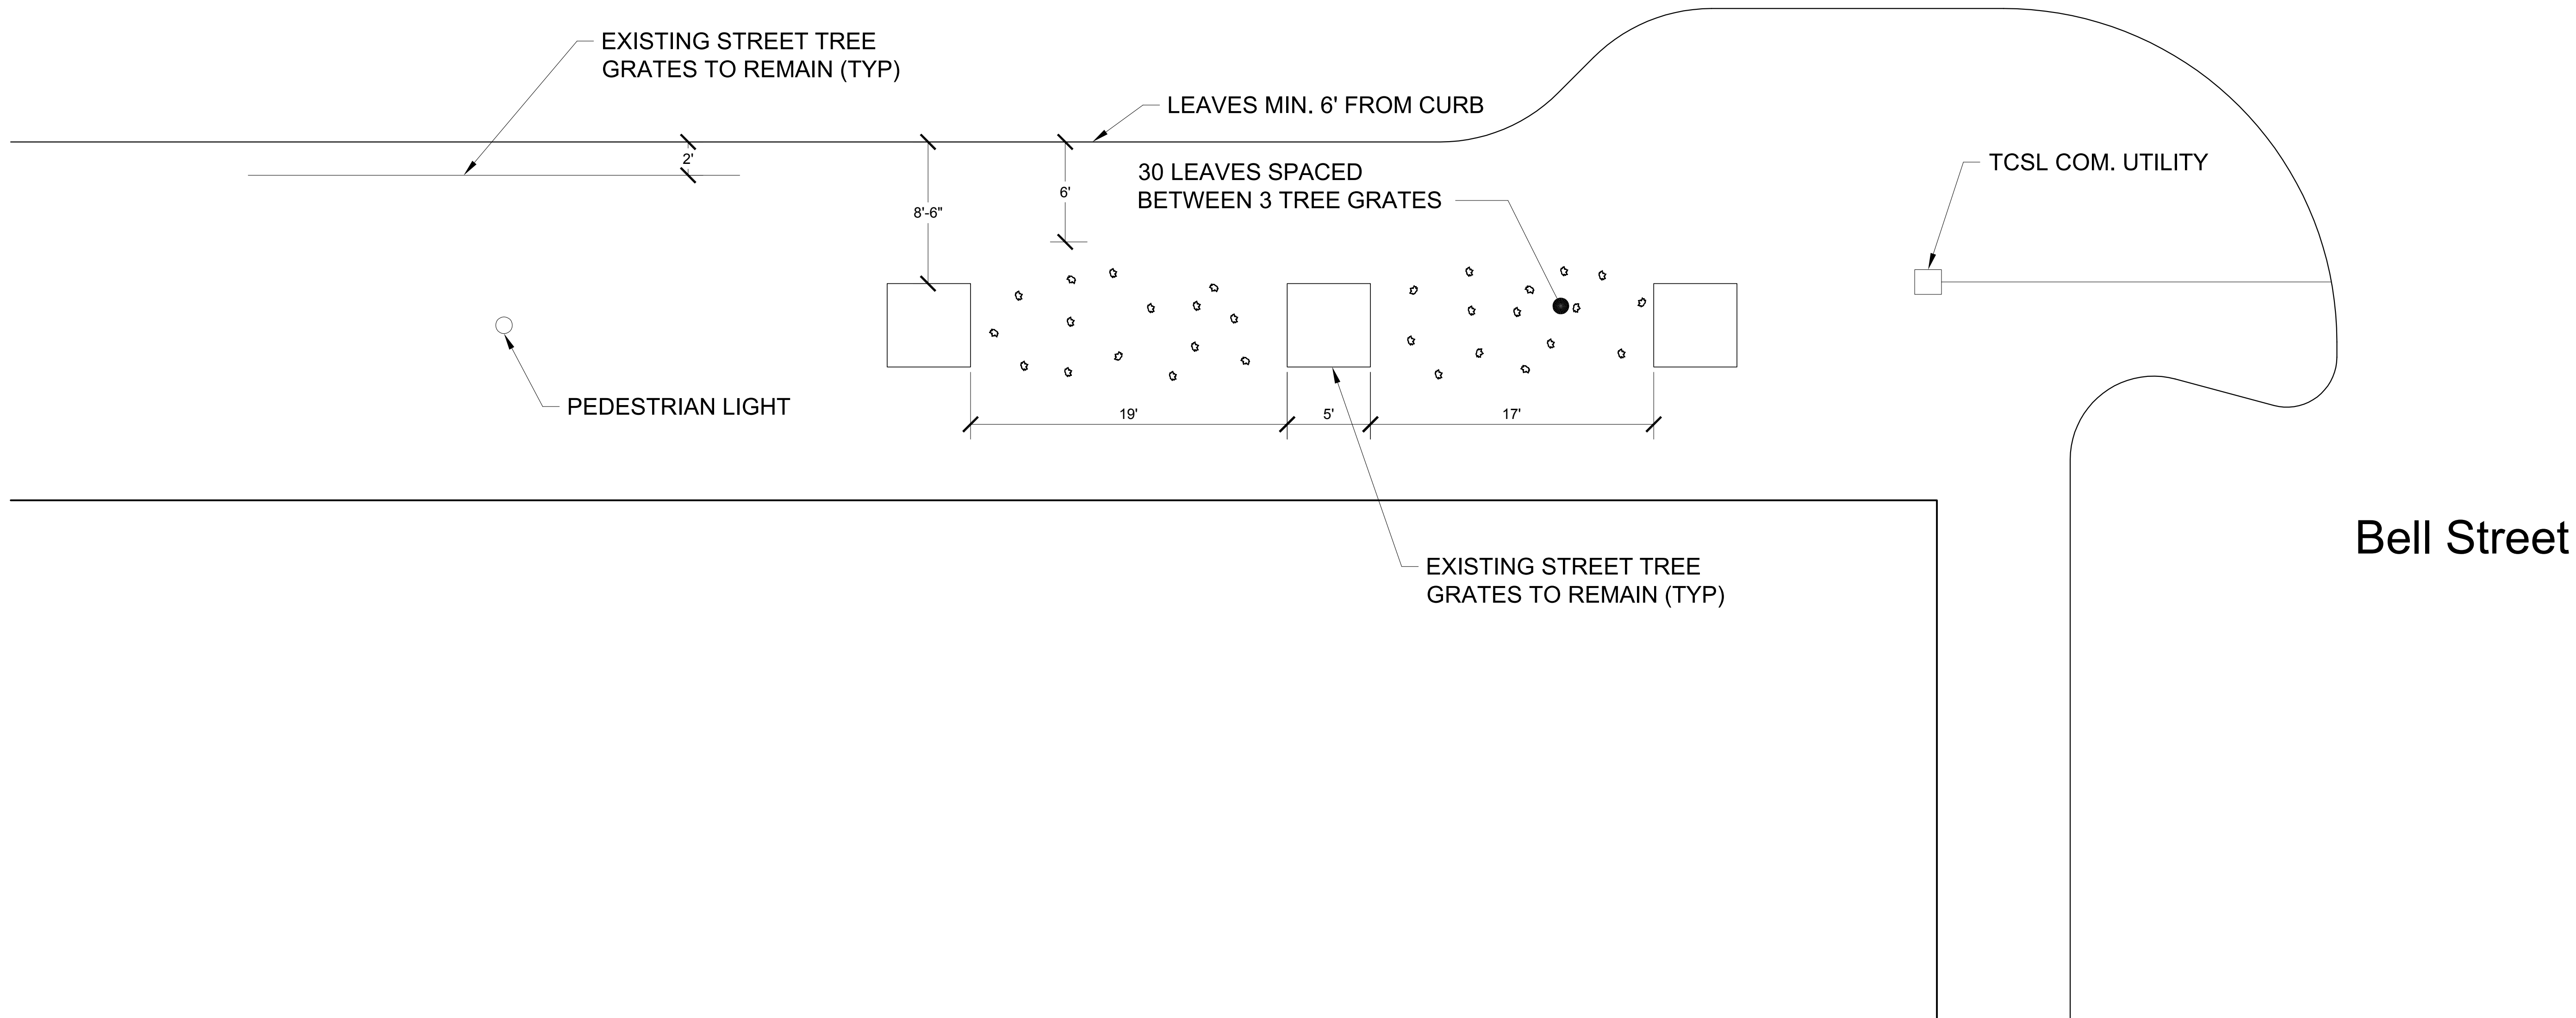 EXISTING STREET TREE
GRATES TO REMAIN (TYP)
LEAVES MIN. 6' FROM CURB
2'
30 LEAVES SPACED
BETWEEN 3 TREE GRATES
TCSL COM. UTILITY
6'
8'-6"
PEDESTRIAN LIGHT
19'
5'
17'
Bell Street
EXISTING STREET TREE
GRATES TO REMAIN (TYP)